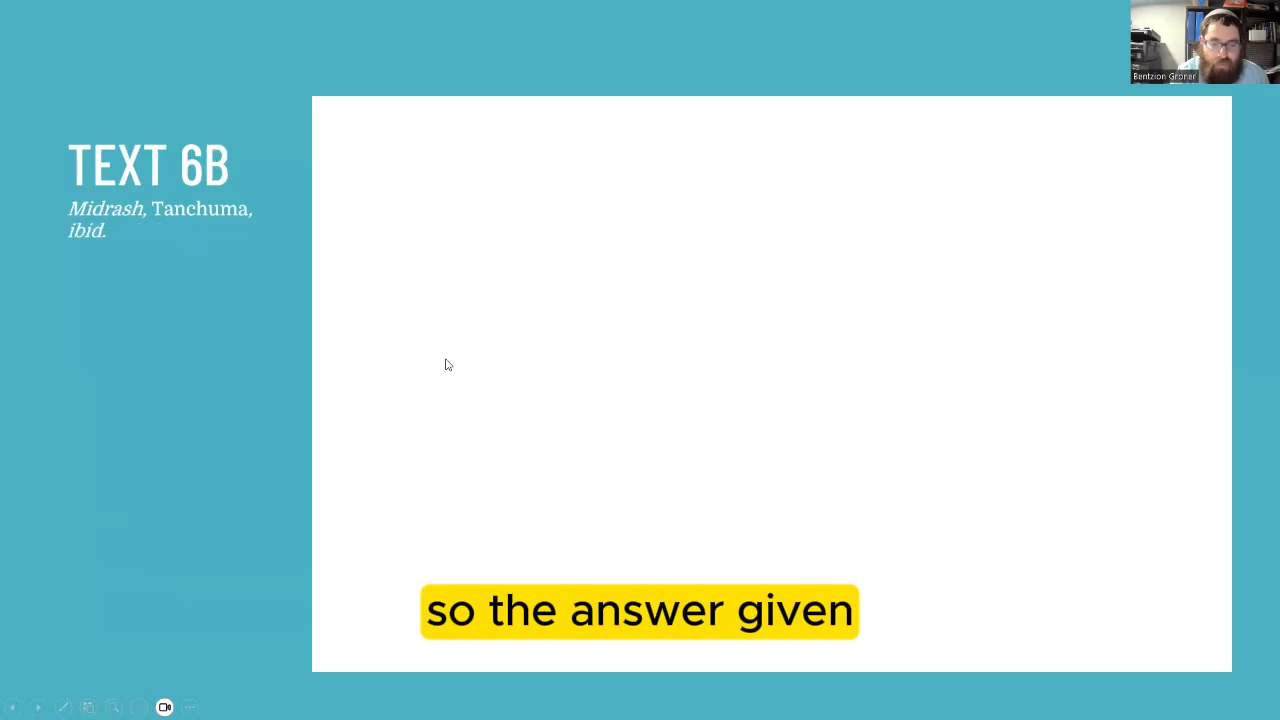 Bentzion Groner
TEXT 6B
Midrash, Tanchuma,
ibid.
so the answer given